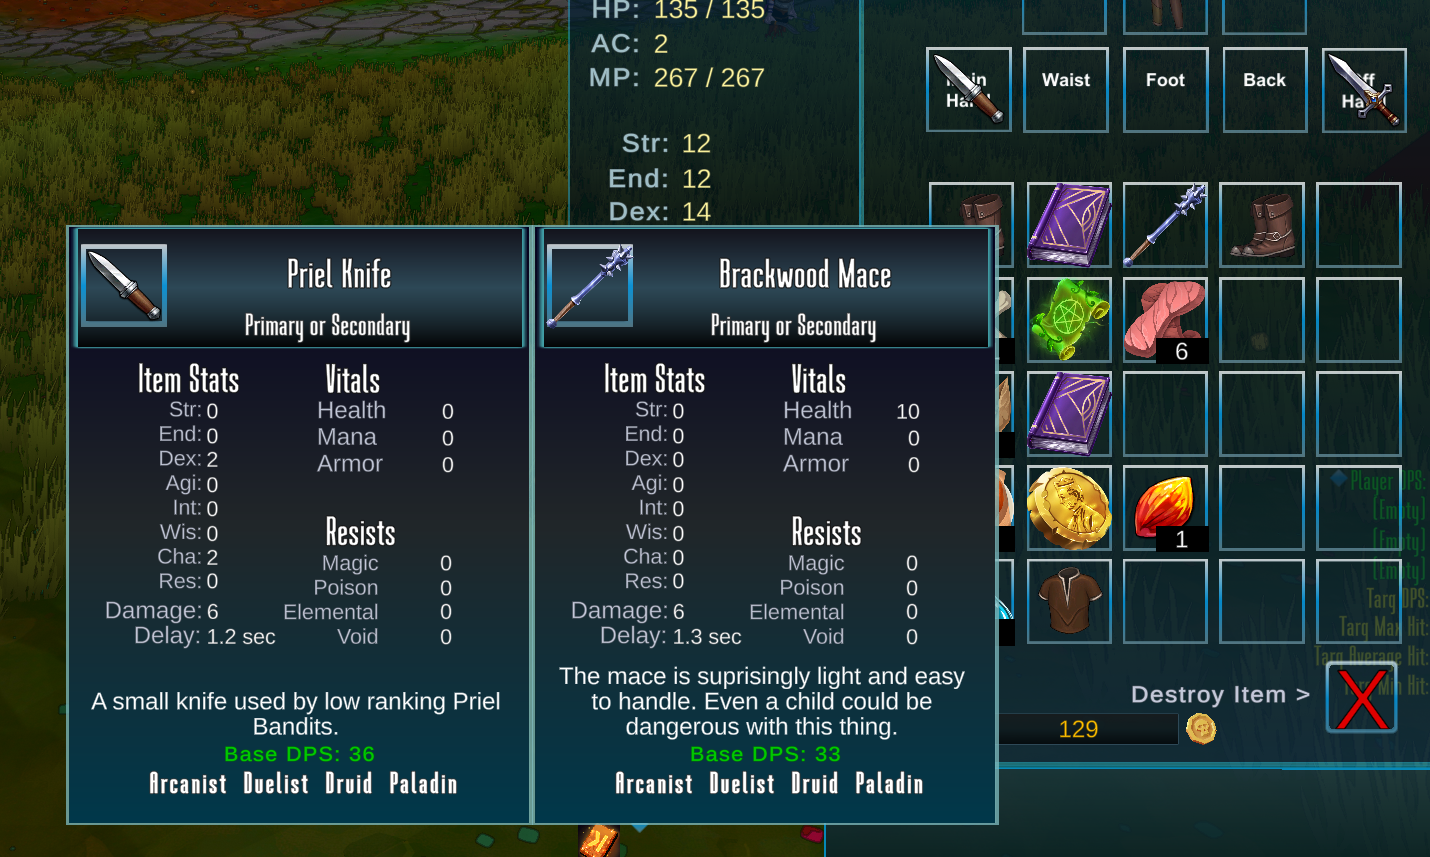 HP: 135 / 135
AC: 2
MP: 267 / 267
Str: 12
End: 12
Dex: 14
Waist
Foot
Back
Priel Knife
Primary or Secondary
Item Stats
Str: 0
End: 0
Dex: 2
Agi: 0
Int: 0
Wis: 0
Cha: 2
Res: 0
Damage: 6
Delay: 1.2 sec
Vitals
Health 0
Mana 0
Armor 0
Resists
Magic 0
Poison 0
Elemental 0
Void 0
A small knife used by low ranking Priel
Bandits.
Base DPS: 36
Arcanist Duelist Druid Paladin
Brackwood Mace
Primary or Secondary
Item Stats
Str: 0
End: 0
Dex: 0
Agi: 0
Int: 0
Wis: 0
Cha: 0
Res: 0
Damage: 6
Delay: 1.3 sec
Vitals
Health 10
Mana 0
Armor 0
Resists
Magic 0
Poison 0
Elemental 0
Void 0
The mace is suprisingly light and easy
to handle. Even a child could be
dangerous with this thing.
Base DPS: 33
Arcanist Duelist Druid Paladin
6
1
Player DPS:
(Empty)
(Empty)
(Empty)
Targ DPS:
Targ Max Hit:
Targ Average Hit:
Targ Min Hit:
Destroy Item >
X
129